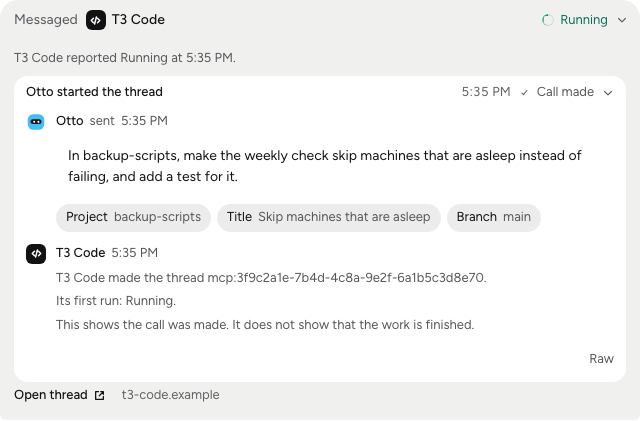 Messaged T3 Code Running
T3 Code reported Running at 5:35 PM.
Otto started the thread 5:35 PM Call made
Otto sent 5:35 PM
In backup-scripts, make the weekly check skip machines that are asleep instead of
failing, and add a test for it.
Project backup-scripts Title Skip machines that are asleep Branch main
T3 Code 5:35 PM
T3 Code made the thread mcp:3f9c2a1e-7b4d-4c8a-9e2f-6a1b5c3d8e70.
Its first run: Running.
This shows the call was made. It does not show that the work is finished.
Raw
Open thread t3-code.example